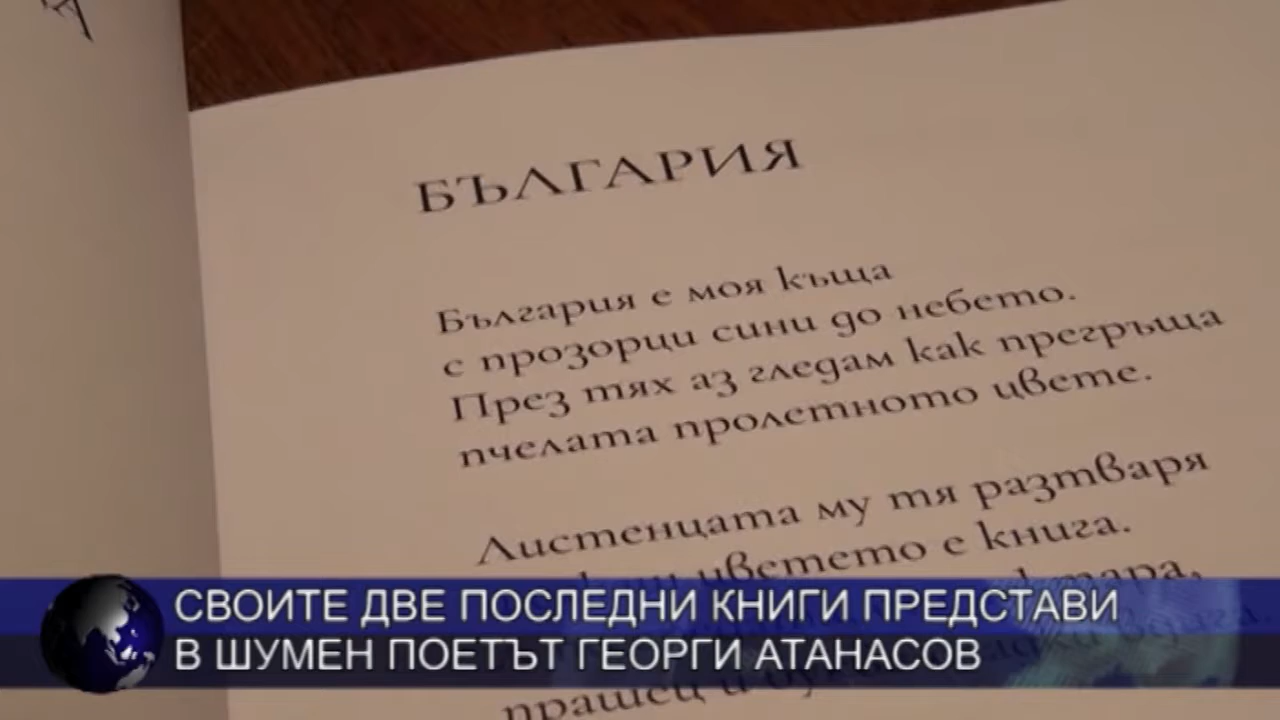 БЪЛГАРИЯ
България е моя къща
с прозорци сини до небето.
През тях аз гледам как прегръща
пчелата пролетното цвете.
Листенцата му тя разтваря
цветето е книга.
прашец и
СВОИТЕ ДВЕ ПОСЛЕДНИ КНИГИ ПРЕДСТАВИ
В ШУМЕН ПОЕТЪТ ГЕОРГИ АТАНАСОВ